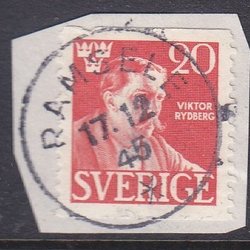 20
VIKTOR
RYDBERG
SVERIGE
17.12
45